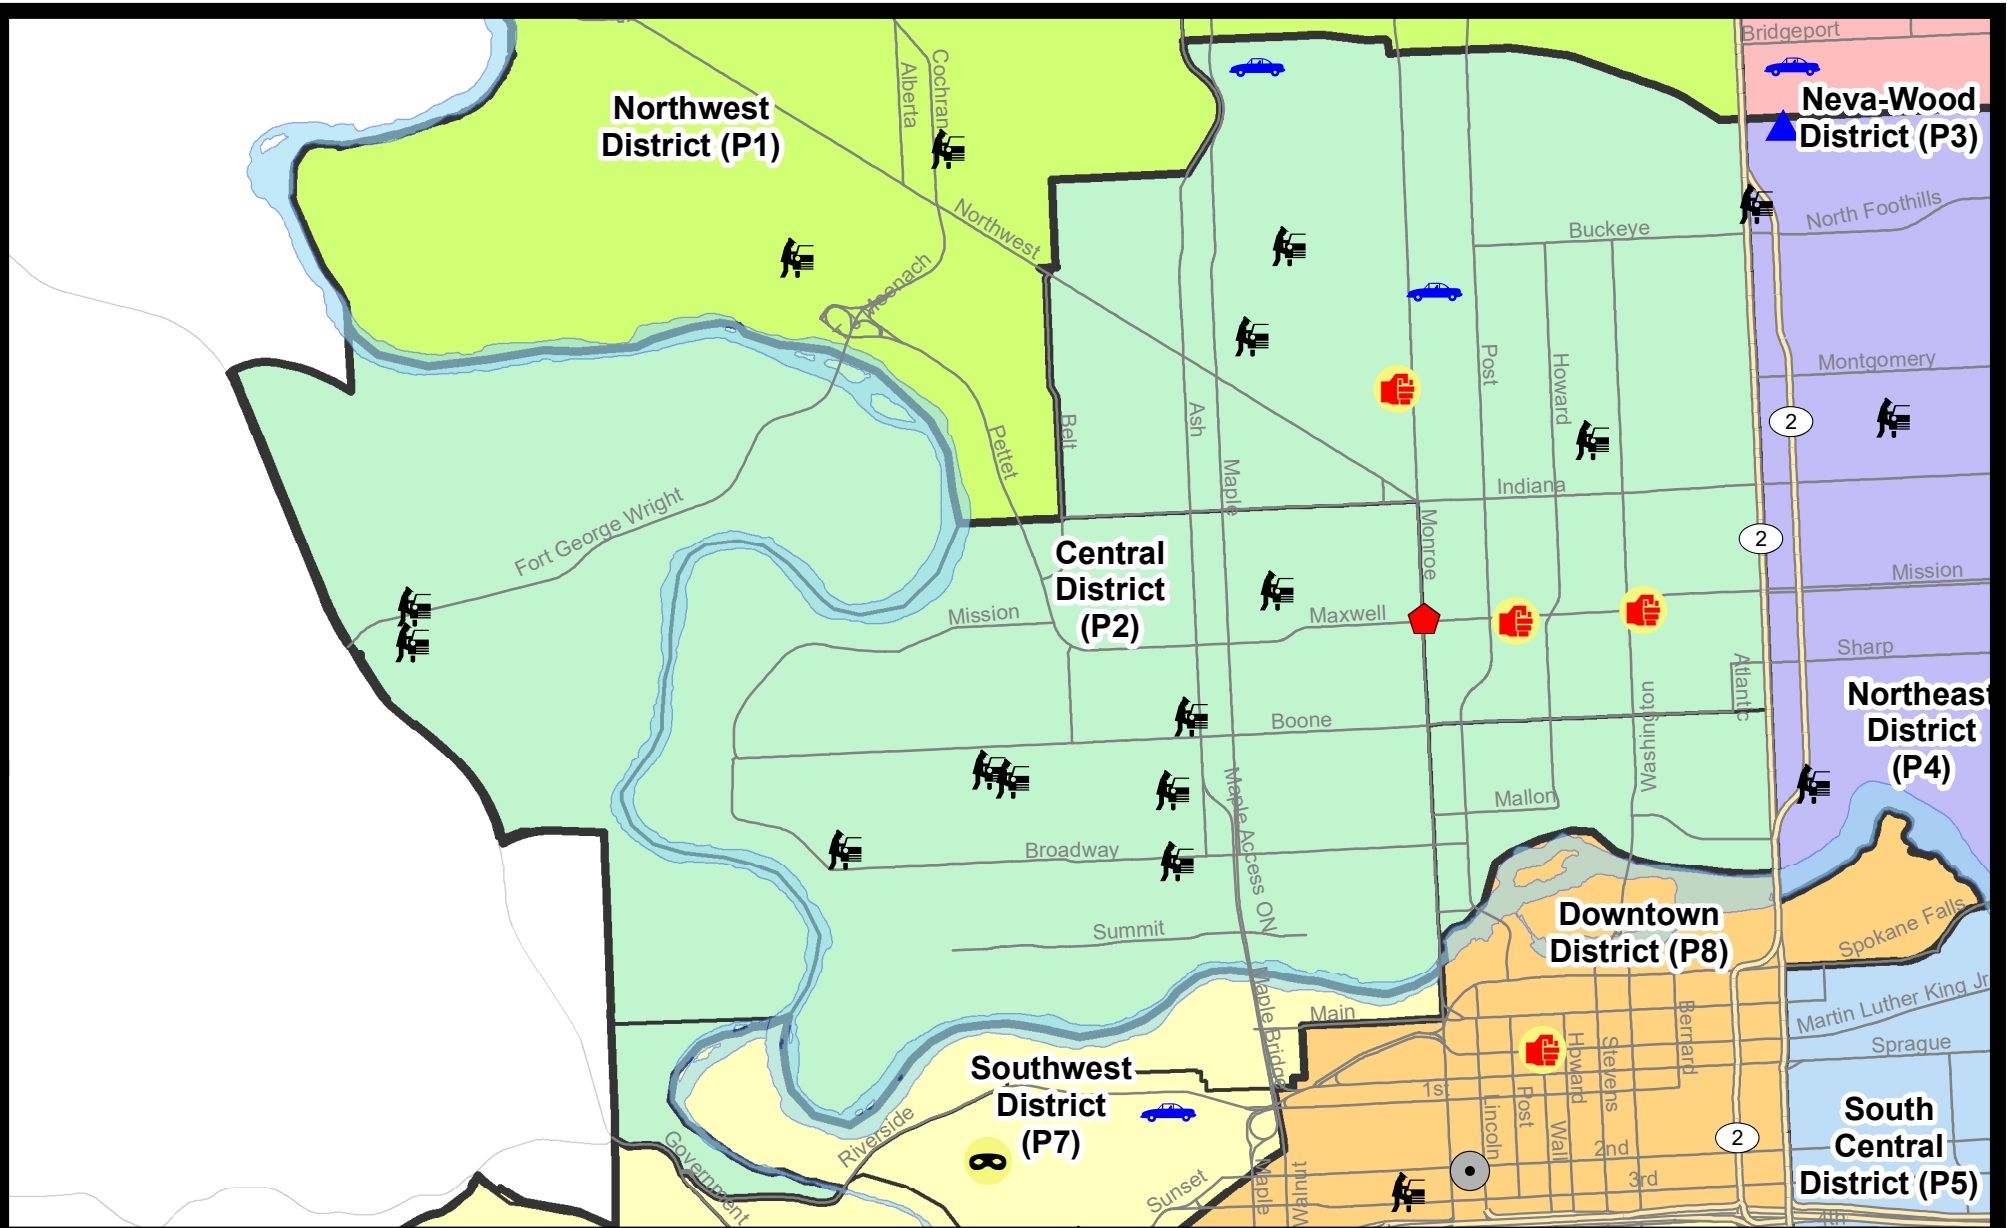 Bridgeport
Cochran
Alberta
Northwest
District (P1)
Neva-Wood
District (P3)
North Foothills
Buckeye
Northwest
Montgomery
Post
Howard
Belt
Ash
Pettet
Maple
2
Indiana
Fort George Wright
Monroe
2
Central
District
(P2)
Mission
Mission
Maxwell
Sharp
Atlantic
Washington
Northeast
District
(P4)
Boone
Maple Access ON
Mallon
Broadway
Summit
Downtown
District (P8)
Spokane Falls
Martin Luther King Jr
Maple Bridge
Main
Bernard
Howard
Stevens
Sprague
Southwest
District
(P7)
1st
Post
Lincoln
Wall
Riverside
Government
2
2nd
3rd
South
Central
District (P5)
Sunset
Maple
Walnut
4th